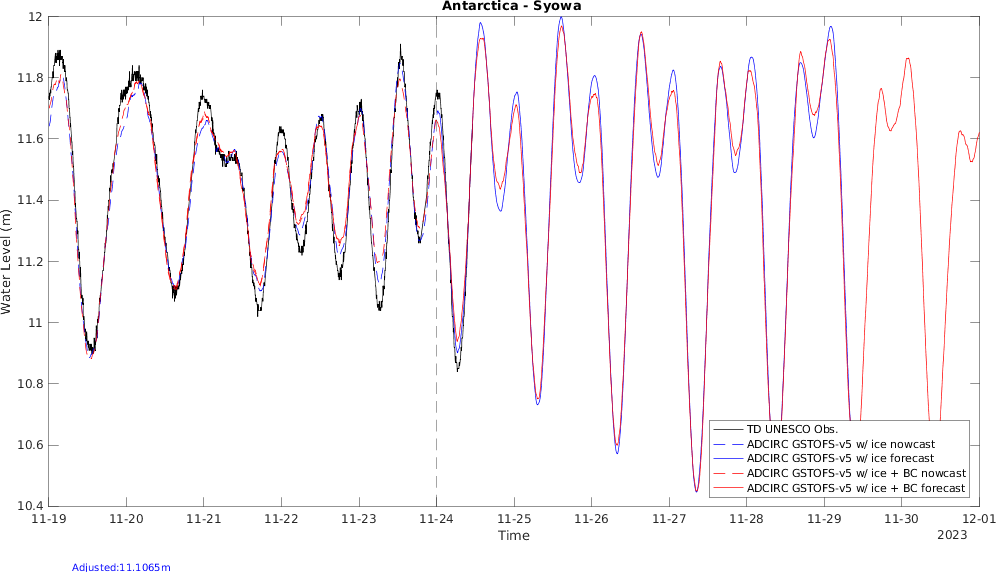 Antarctica - Syowa
12
11.8
11.6
11.4
11.2
11
10.8
10.6
10.4
Water Level (m)
TD UNESCO Obs.
ADCIRC GSTOFS-v5 w/ ice nowcast
ADCIRC GSTOFS-v5 w/ ice forecast
ADCIRC GSTOFS-v5 w/ ice + BC nowcast
ADCIRC GSTOFS-v5 w/ ice + BC forecast
11-19 11-20 11-21 11-22 11-23 11-24 11-25 11-26 11-27 11-28 11-29 11-30 12-01
Time
2023
Adjusted:11.1065m